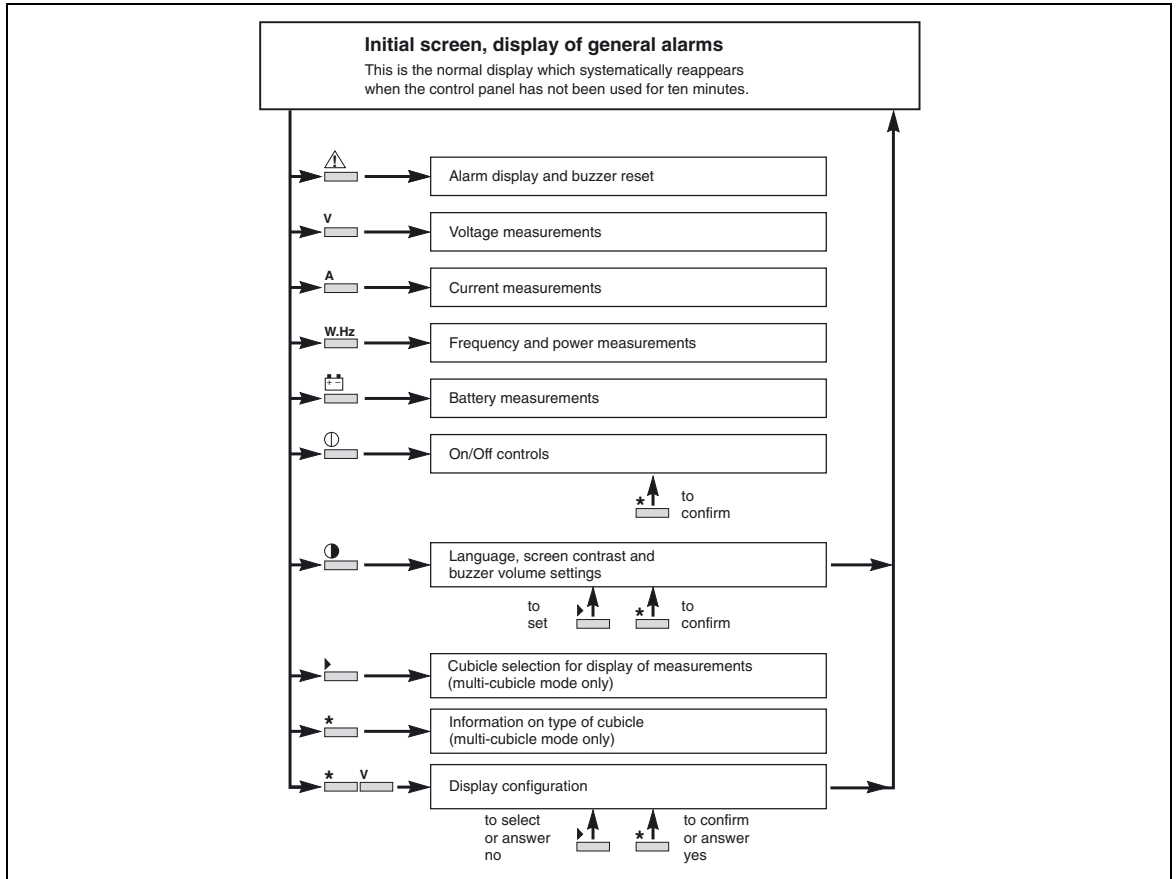 Initial screen, display of general alarms
This is the normal display which systematically reappears
when the control panel has not been used for ten minutes.
Alarm display and buzzer reset
V
Voltage measurements
A
Current measurements
W.Hz
Frequency and power measurements
+ −
Battery measurements
On/Off controls
*
to
confirm
Language, screen contrast and
buzzer volume settings
to
set
*
to
confirm
Cubicle selection for display of measurements
(multi-cubicle mode only)
*
Information on type of cubicle
(multi-cubicle mode only)
* V
Display configuration
to select
or answer
no
*
to confirm
or answer
yes